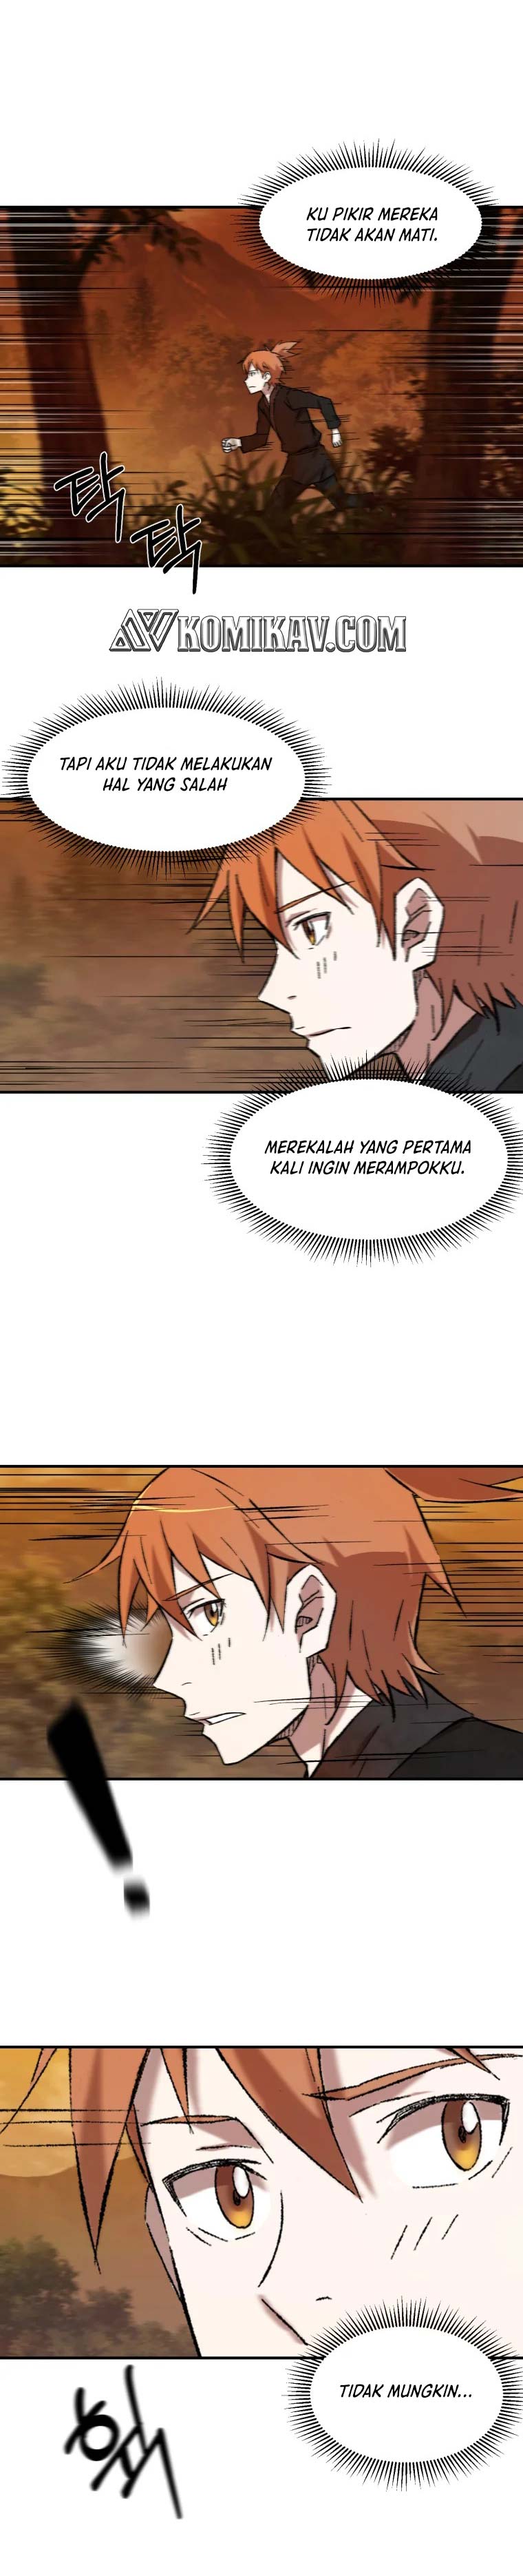 KU PIKIR MEREKA
TIDAK AKAN MATI.
탁
탁
KOMIKAV.COM
TAPI AKU TIDAK MELAKUKAN
HAL YANG SALAH
MEREKALAH YANG PERTAMA
KALI INGIN MERAMPOKKU.
!
TIDAK MUNGKIN...